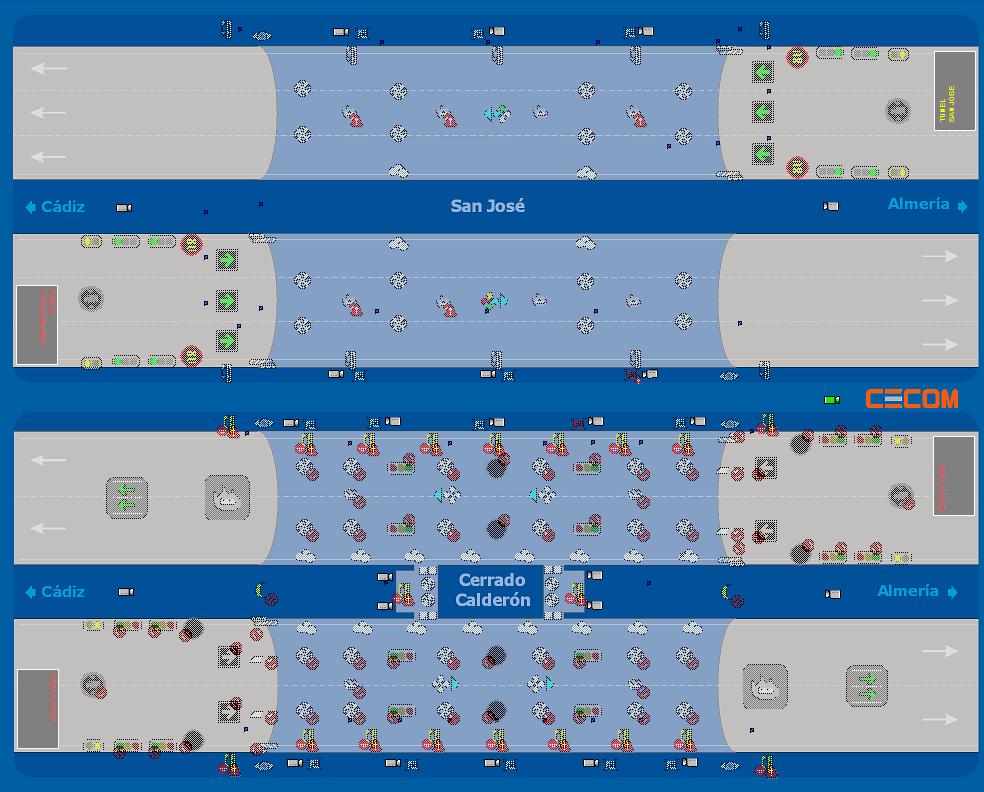 TUNEL
SAN JOSE
Cádiz
San José
Almería
CECOM
Cádiz
Cerrado
Calderón
Almería